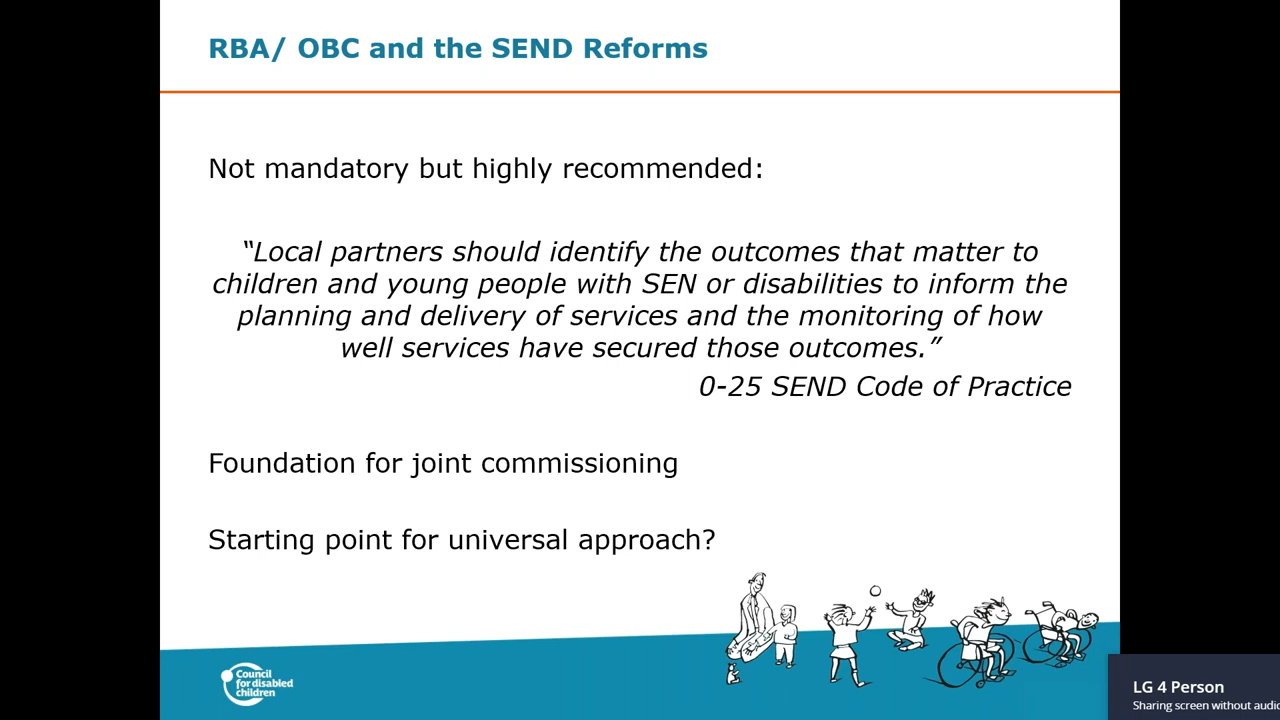 RBA/ OBC and the SEND Reforms
Not mandatory but highly recommended:
“Local partners should identify the outcomes that matter to
children and young people with SEN or disabilities to inform the
planning and delivery of services and the monitoring of how
well services have secured those outcomes.”
0-25 SEND Code of Practice
Foundation for joint commissioning
Starting point for universal approach?
Council
for disabled
children
LG 4 Person
Sharing screen without audio